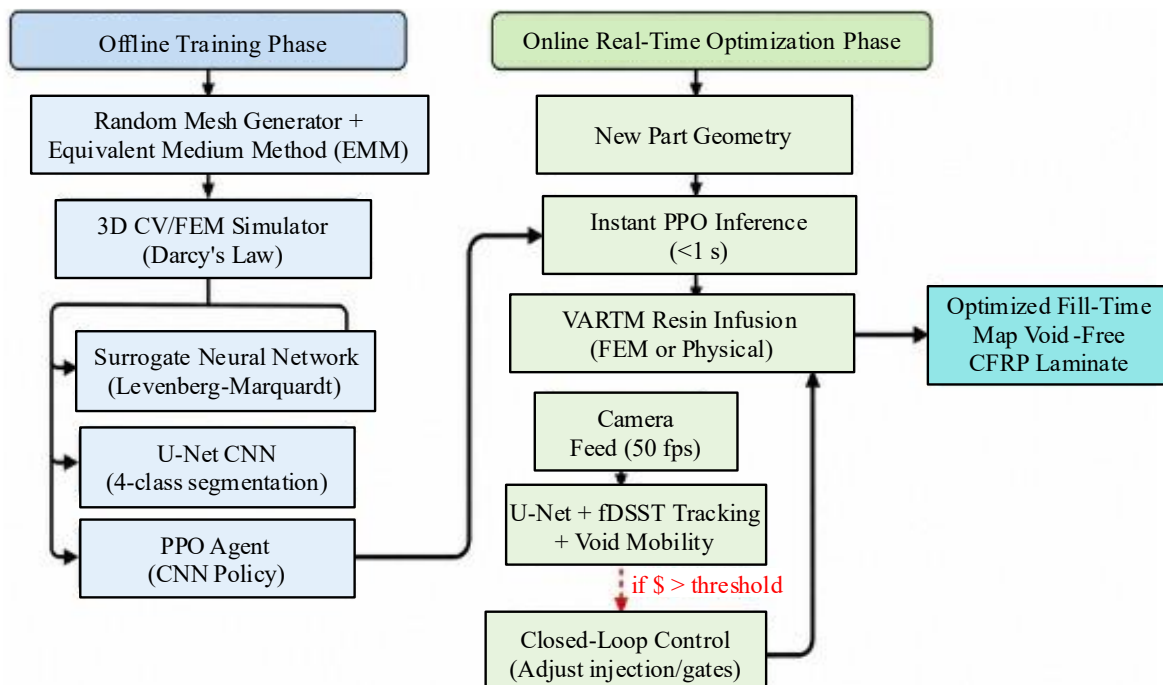 Offline Training Phase
Random Mesh Generator +
Equivalent Medium Method (EMM)
3D CV/FEM Simulator
(Darcy's Law)
Surrogate Neural Network
(Levenberg-Marquardt)
U-Net CNN
(4-class segmentation)
PPO Agent
(CNN Policy)
Online Real-Time Optimization Phase
New Part Geometry
Instant PPO Inference
(<1 s)
VARTM Resin Infusion
(FEM or Physical)
Camera
Feed (50 fps)
U-Net + fDSST Tracking
+ Void Mobility
if $ > threshold
Closed-Loop Control
(Adjust injection/gates)
Optimized Fill-Time
Map Void-Free
CFRP Laminate